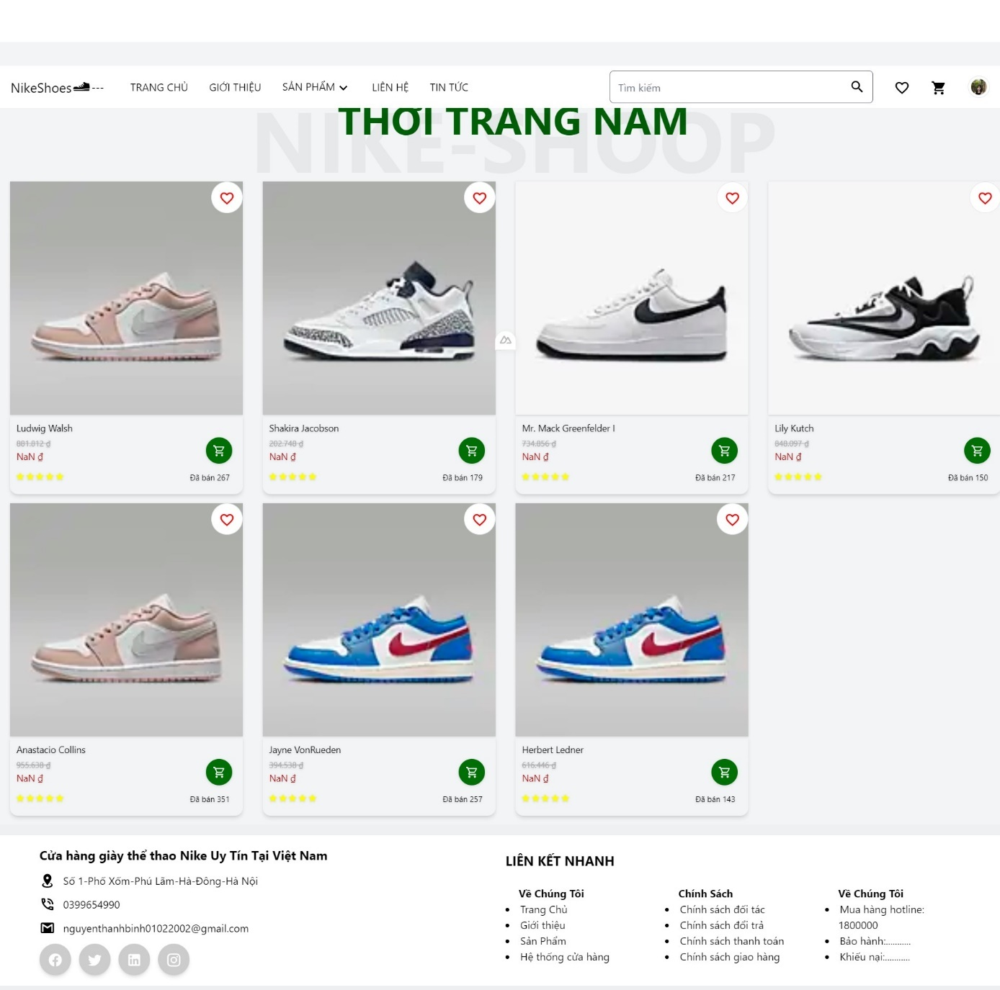 NikeShoes --- TRANG CHỦ GIỚI THIỆU SẢN PHẨM LIÊN HỆ TIN TỨC Tìm kiếm
THỜI TRANG NAM
NIKE-SHOOP
Ludwig Walsh
881.812 ₫
NaN ₫
Đã bán 267
Shakira Jacobson
202.748 ₫
NaN ₫
Đã bán 179
Mr. Mack Greenfelder I
734.856 ₫
NaN ₫
Đã bán 217
Lily Kutch
848.097 ₫
NaN ₫
Đã bán 150
Anastacio Collins
955.638 ₫
NaN ₫
Đã bán 351
Jayne VonRueden
394.538 ₫
NaN ₫
Đã bán 257
Herbert Ledner
616.446 ₫
NaN ₫
Đã bán 143
Cửa hàng giày thể thao Nike Uy Tín Tại Việt Nam
Số 1-Phố Xốm-Phú Lãm-Hà-Đông-Hà Nội
0399654990
nguyenthanhbinh01022002@gmail.com
LIÊN KẾT NHANH
Về Chúng Tôi
Trang Chủ
Giới thiệu
Sản Phẩm
Hệ thống cửa hàng
Chính Sách
Chính sách đối tác
Chính sách đổi trả
Chính sách thanh toán
Chính sách giao hàng
Về Chúng Tôi
Mua hàng hotline:
1800000
Bảo hành:...........
Khiếu nại:............